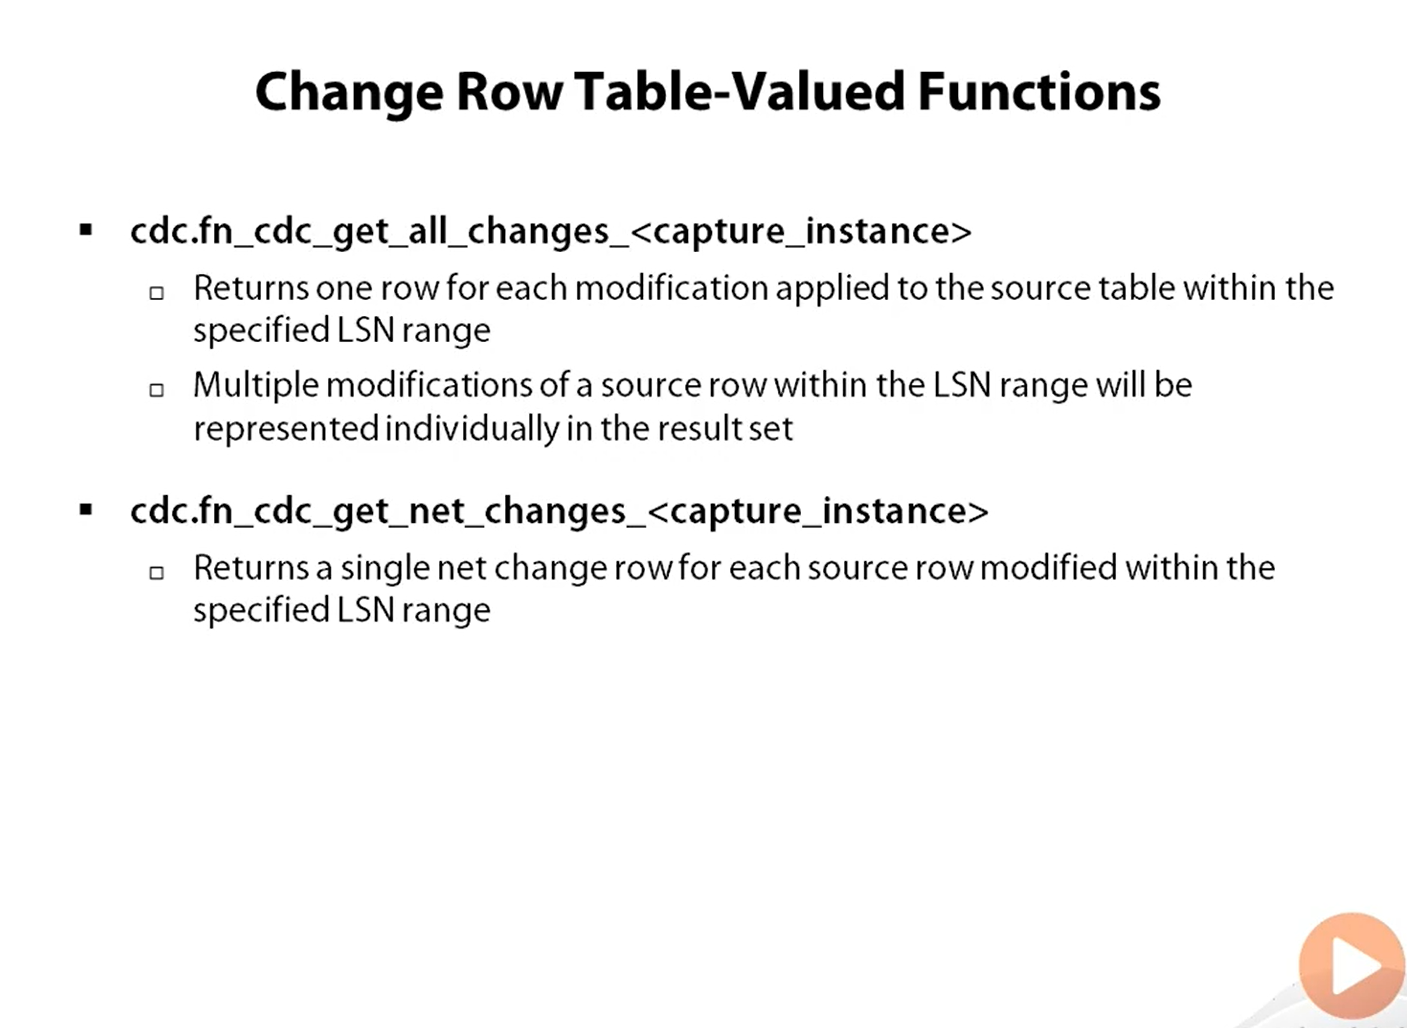 Change Row Table-Valued Functions
cdc.fn_cdc_get_all_changes_<capture_instance>
Returns one row for each modification applied to the source table within the
specified LSN range
Multiple modifications of a source row within the LSN range will be
represented individually in the result set
cdc.fn_cdc_get_net_changes_<capture_instance>
Returns a single net change row for each source row modified within the
specified LSN range